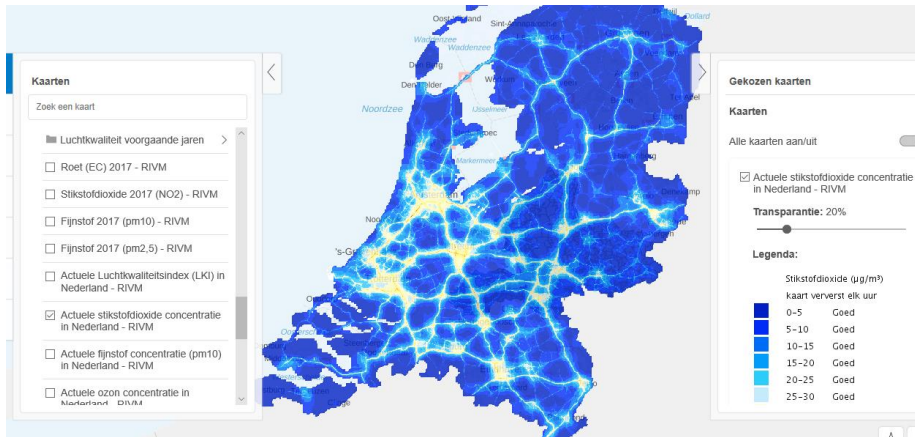 Kaarten
Zoek een kaart
Luchtkwaliteit voorgaande jaren
Roet (EC) 2017 - RIVM
Stikstofdioxide 2017 (NO2) - RIVM
Fijnstof 2017 (pm10) - RIVM
Fijnstof 2017 (pm2,5) - RIVM
Actuele Luchtkwaliteitsindex (LKI) in
Nederland - RIVM
Actuele stikstofdioxide concentratie
in Nederland - RIVM
Actuele fijnstof concentratie (pm10)
in Nederland - RIVM
Actuele ozon concentratie in
Nederland - RIVM
Dollard
Waddenzee
Waddenzee
Den Burg
Den Helder
Noordzee
IJsselmeer
Markermeer
Gekozen kaarten
Kaarten
Alle kaarten aan/uit
Actuele stikstofdioxide concentratie
in Nederland - RIVM
Transparantie: 20%
Legenda:
Stikstofdioxide (µg/m³)
kaart ververst elk uur
0-5 Goed
5-10 Goed
10-15 Goed
15-20 Goed
20-25 Goed
25-30 Goed